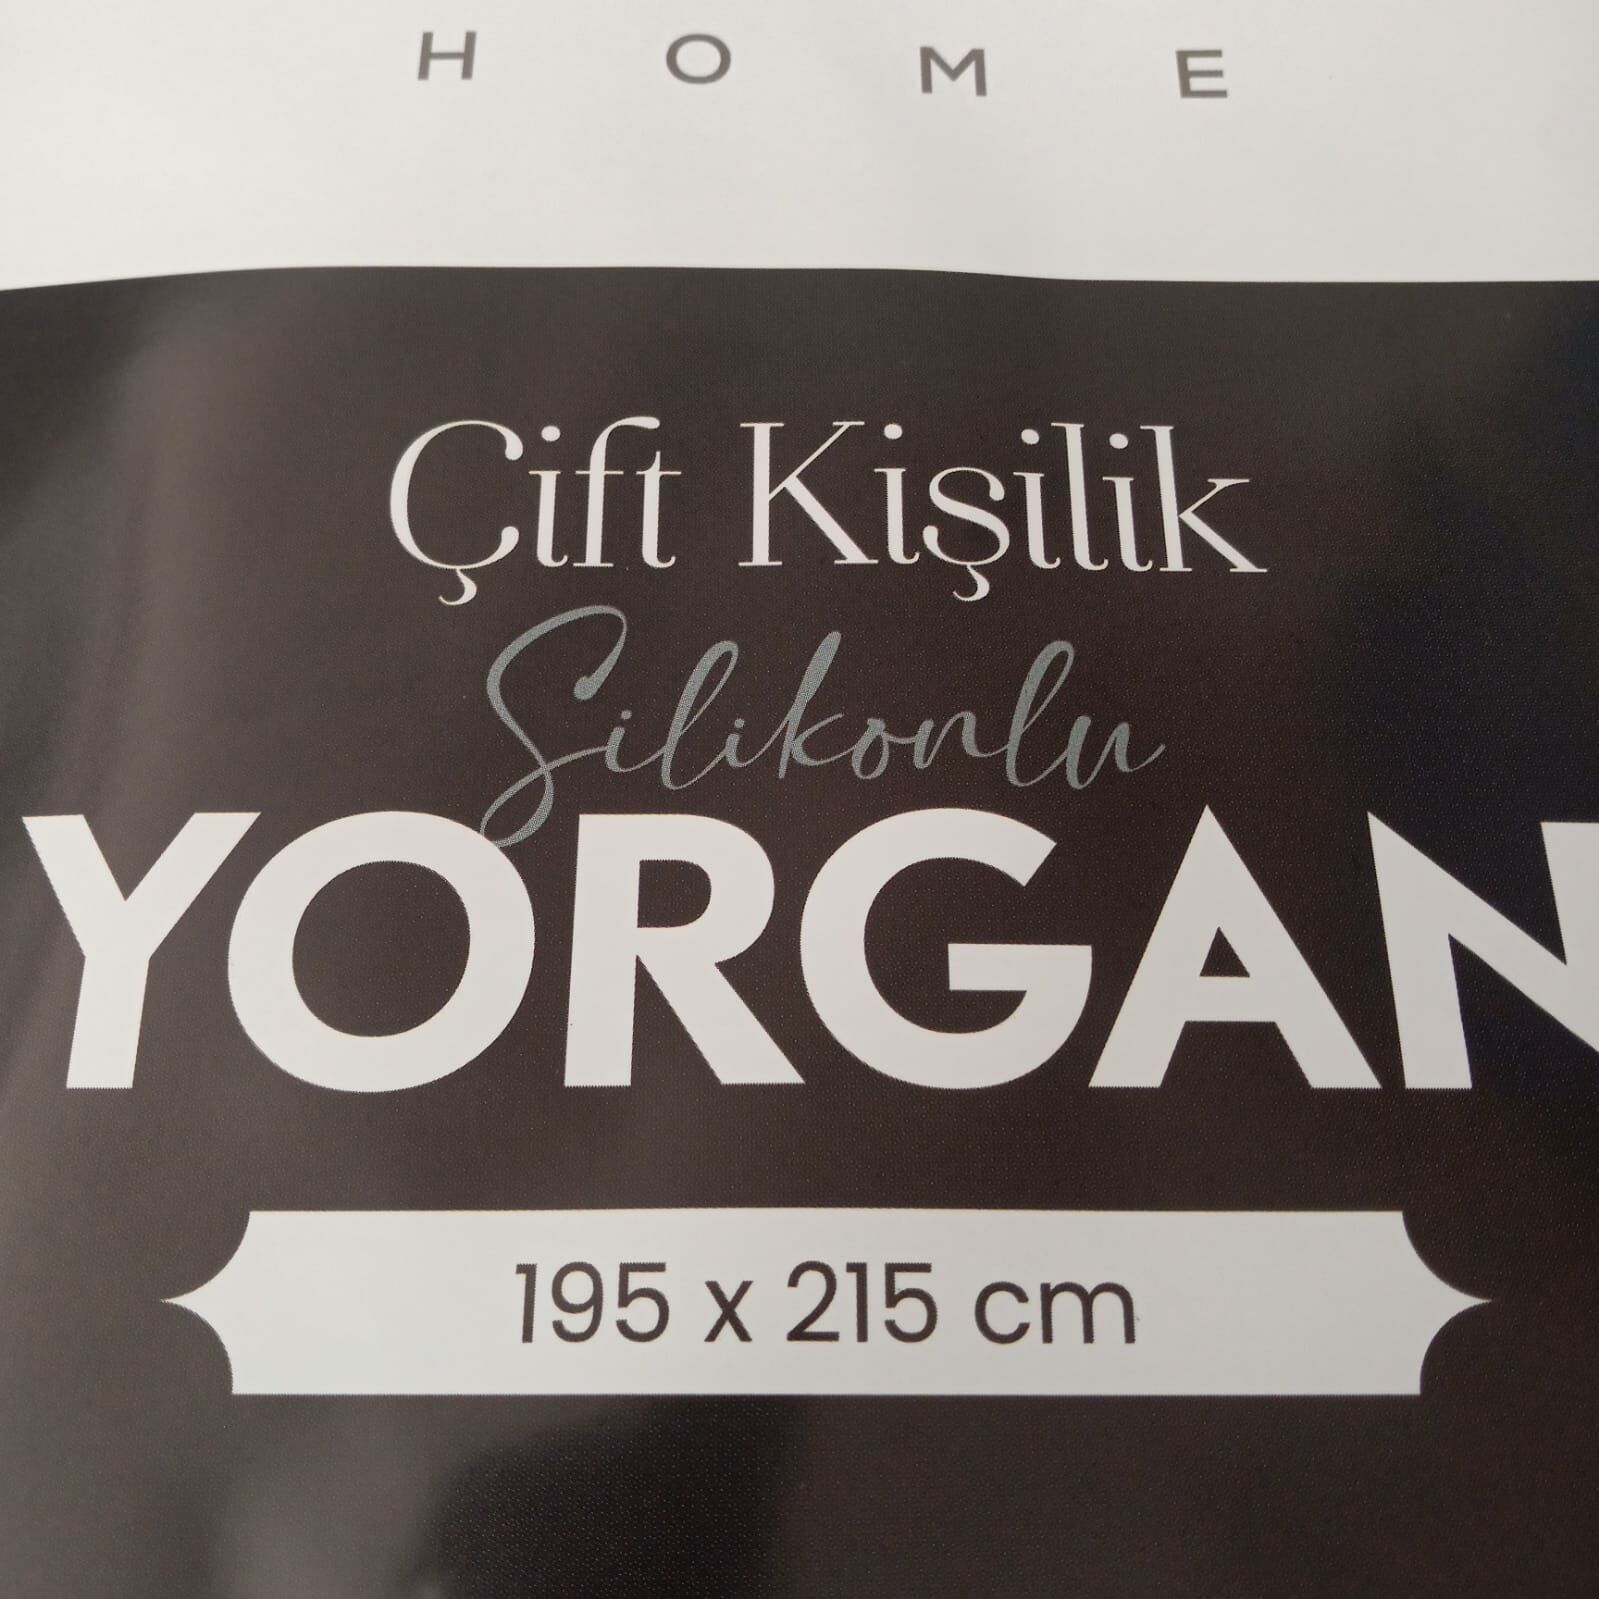 HOME
Çift Kişilik
Silikonlu
YORGAN
195 x 215 cm